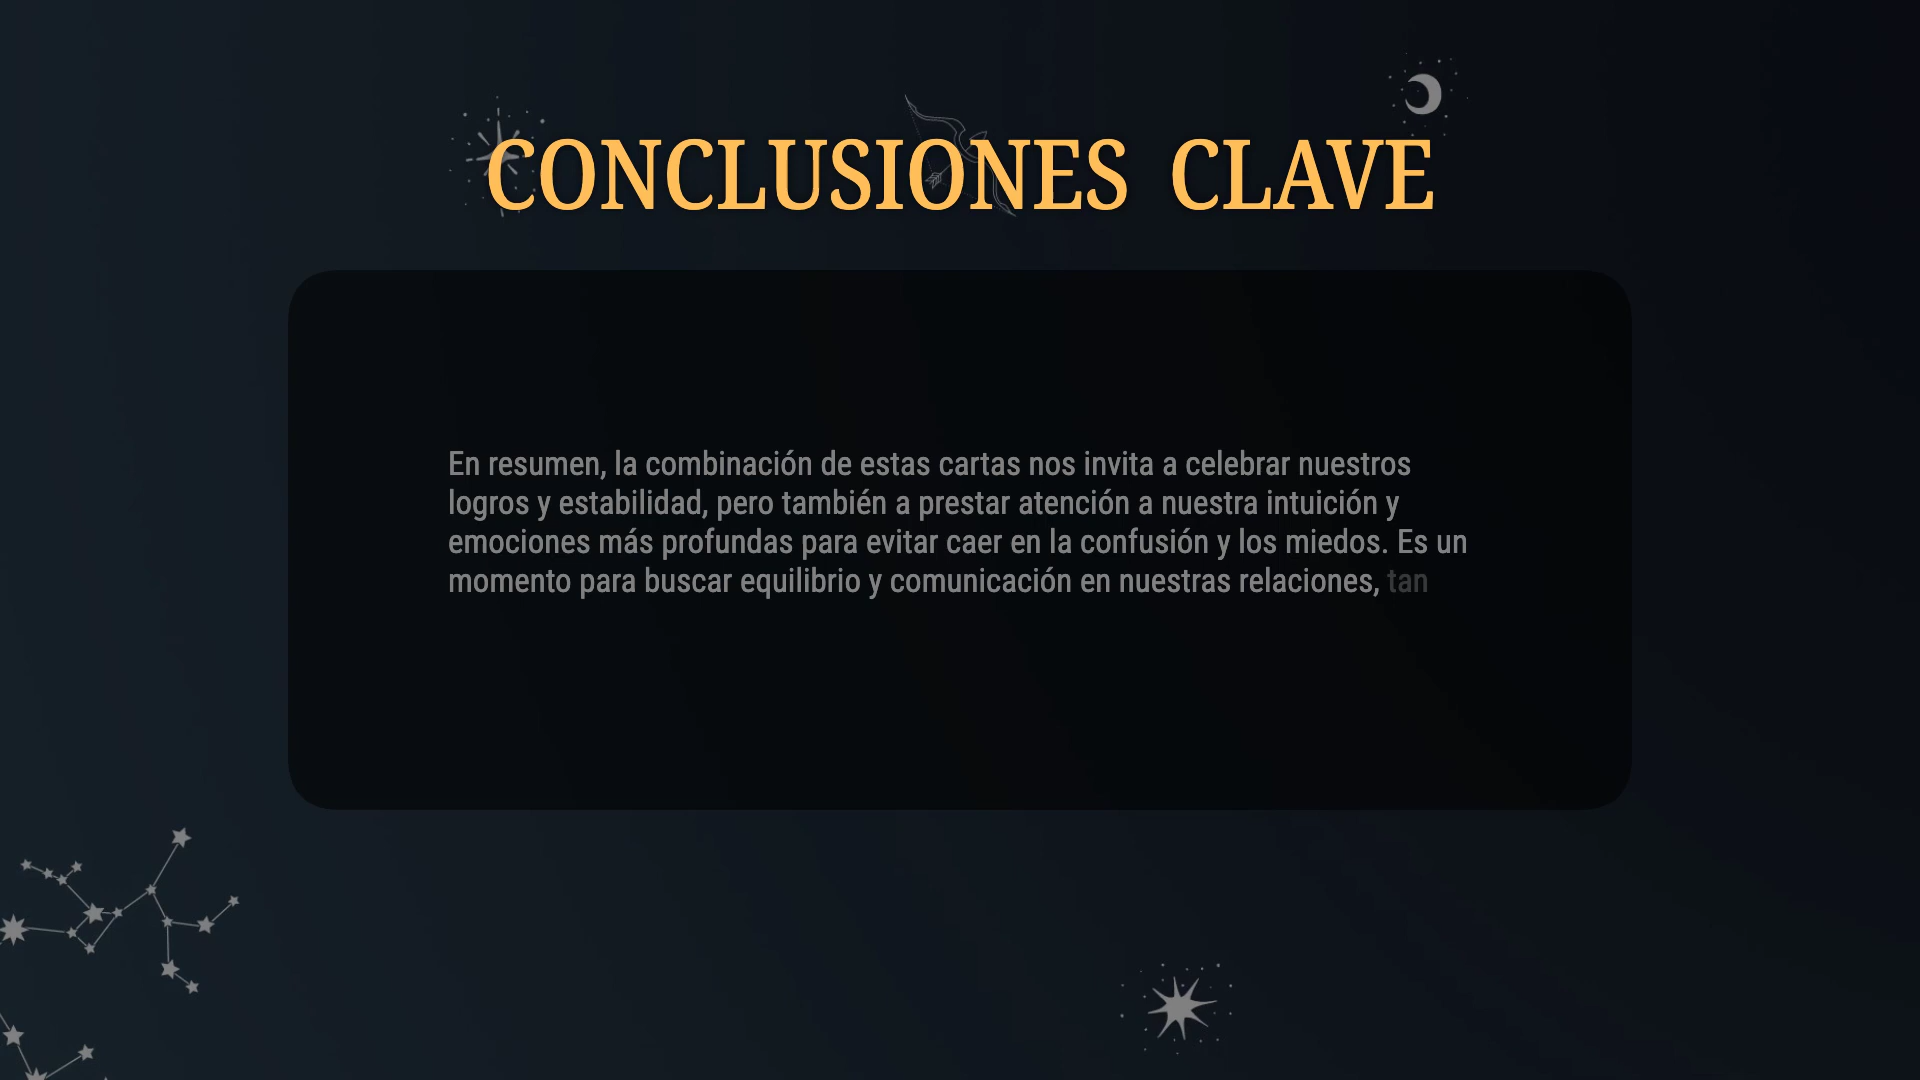 CONCLUSIONES CLAVE
En resumen, la combinación de estas cartas nos invita a celebrar nuestros
logros y estabilidad, pero también a prestar atención a nuestra intuición y
emociones más profundas para evitar caer en la confusión y los miedos. Es un
momento para buscar equilibrio y comunicación en nuestras relaciones, tan